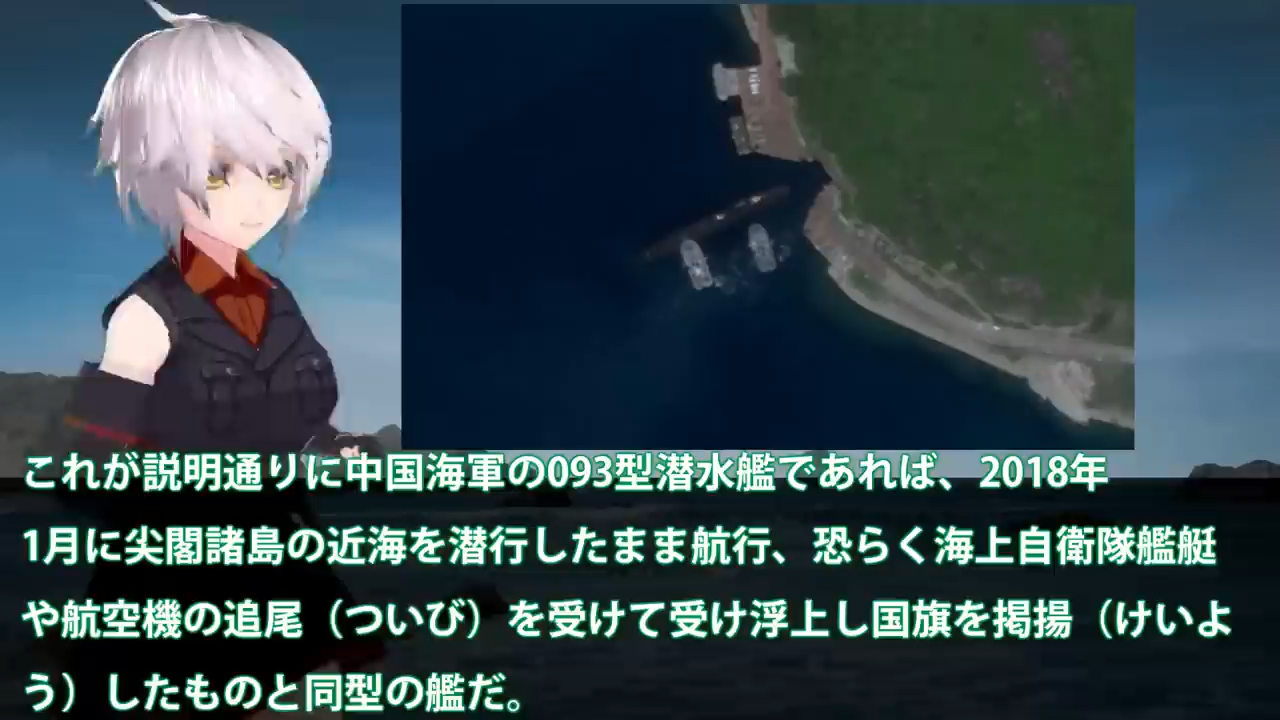 これが説明通りに中国海軍の093型潜水艦であれば、2018年
1月に尖閣諸島の近海を潜行したまま航行、恐らく海上自衛隊艦艇
や航空機の追尾（ついび）を受けて受け浮上し国旗を掲揚（けいよ
う）したものと同型の艦だ。